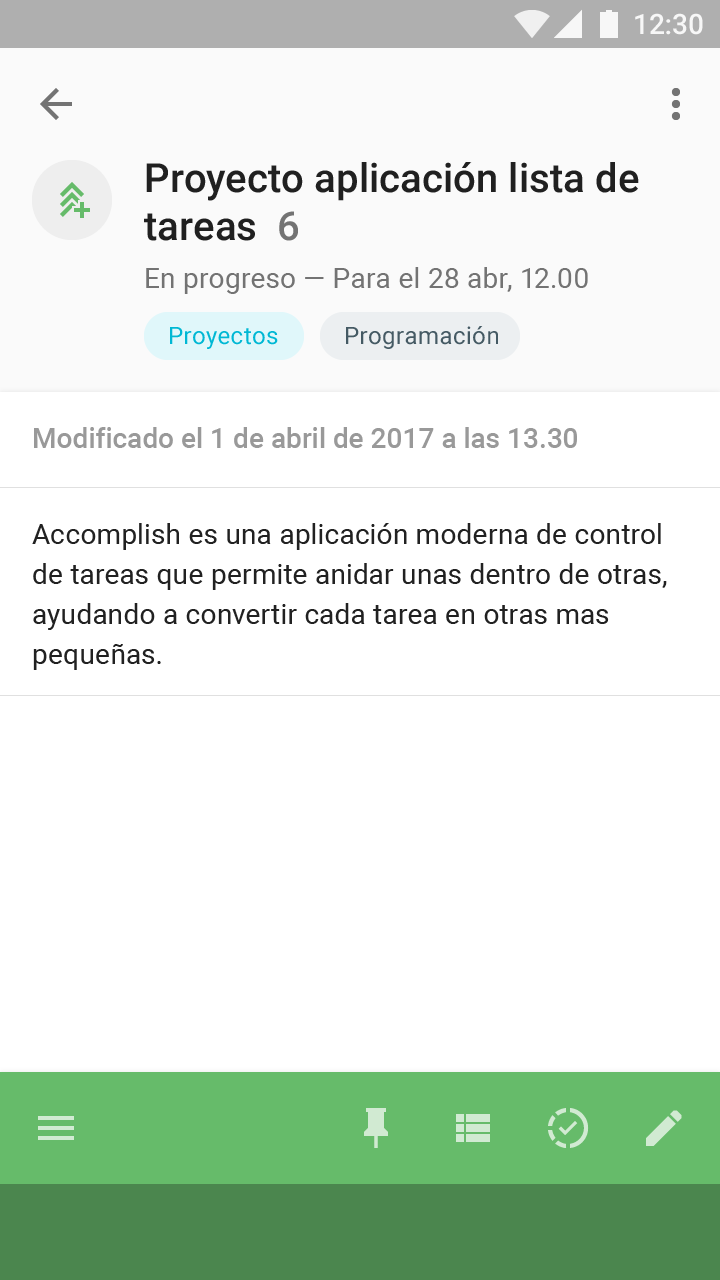 12:30
Proyecto aplicación lista de
tareas 6
En progreso — Para el 28 abr, 12.00
Proyectos Programación
Modificado el 1 de abril de 2017 a las 13.30
Accomplish es una aplicación moderna de control
de tareas que permite anidar unas dentro de otras,
ayudando a convertir cada tarea en otras mas
pequeñas.